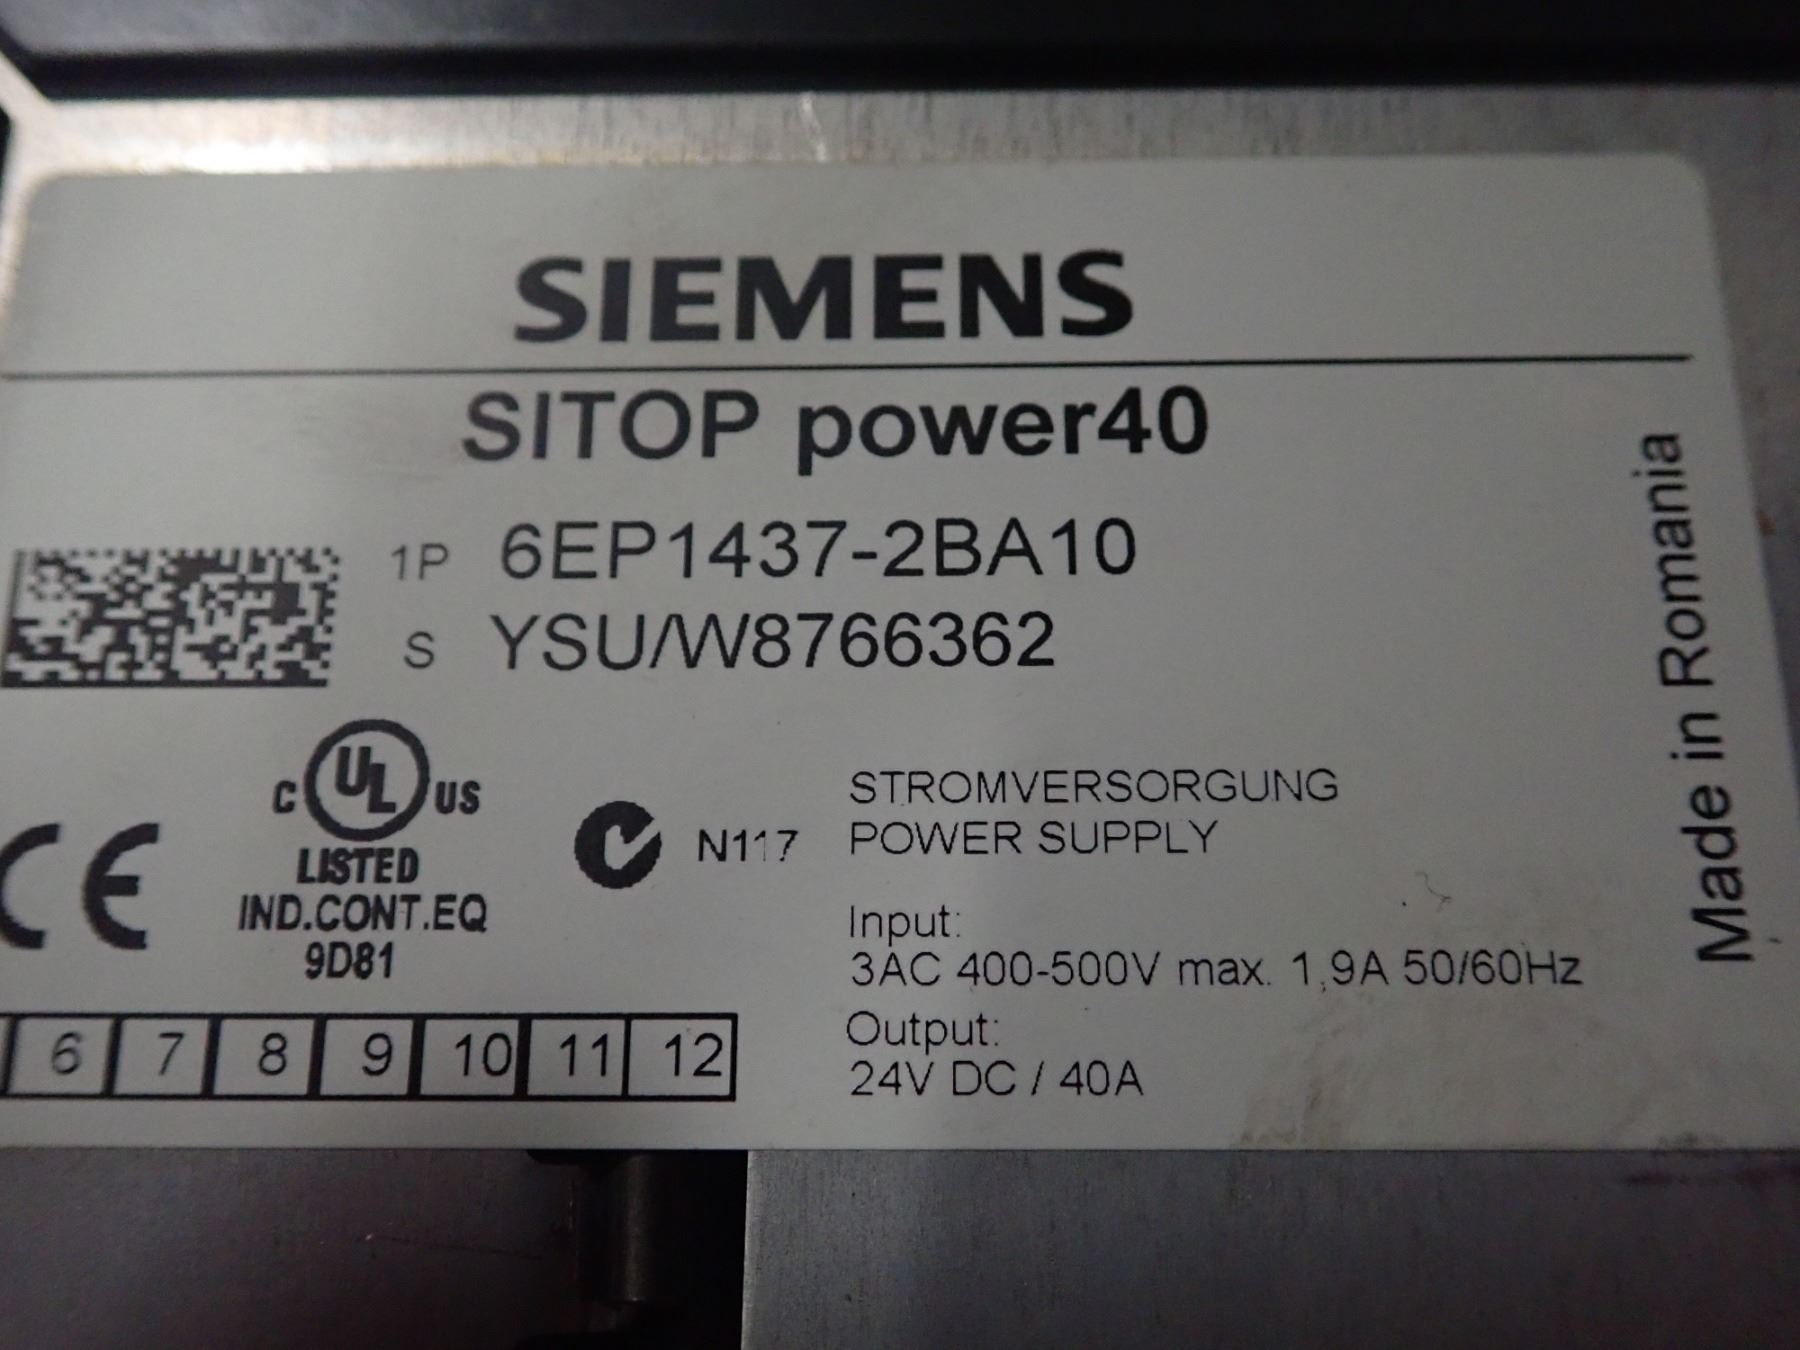 SIEMENS
SITOP power40
1P 6EP1437-2BA10
S YSU/W8766362
C UL US
LISTED
IND.CONT.EQ
9D81
CE
N117
STROMVERSORGUNG
POWER SUPPLY
Input:
3AC 400-500V max. 1,9A 50/60Hz
Output:
24V DC / 40A
6 7 8 9 10 11 12
Made in Romania